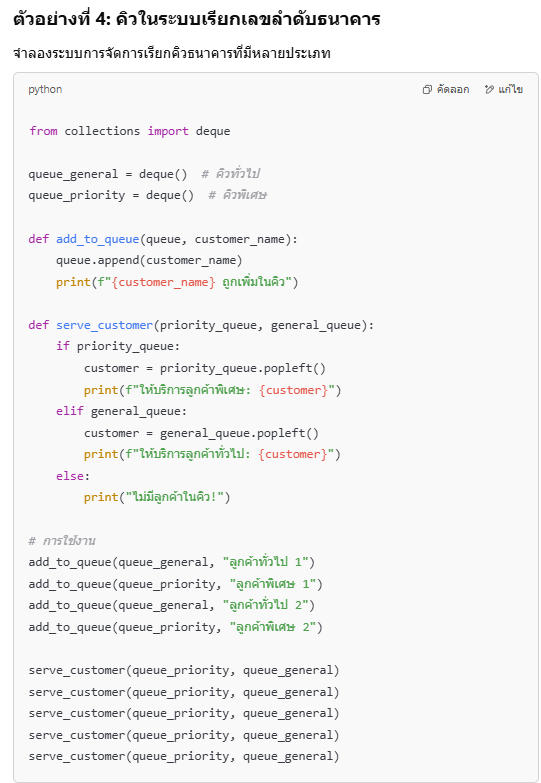 ตัวอย่างที่ 4: คิวในระบบเรียกเลขลำดับธนาคาร
จำลองระบบการจัดการเรียกคิวธนาคารที่มีหลายประเภท
python คัดลอก แก้ไข
from collections import deque
queue_general = deque()  # คิวทั่วไป
queue_priority = deque()  # คิวพิเศษ
def add_to_queue(queue, customer_name):
    queue.append(customer_name)
    print(f"{customer_name} ถูกเพิ่มในคิว")
def serve_customer(priority_queue, general_queue):
    if priority_queue:
        customer = priority_queue.popleft()
        print(f"ให้บริการลูกค้าพิเศษ: {customer}")
    elif general_queue:
        customer = general_queue.popleft()
        print(f"ให้บริการลูกค้าทั่วไป: {customer}")
    else:
        print("ไม่มีลูกค้าในคิว!")
# การใช้งาน
add_to_queue(queue_general, "ลูกค้าทั่วไป 1")
add_to_queue(queue_priority, "ลูกค้าพิเศษ 1")
add_to_queue(queue_general, "ลูกค้าทั่วไป 2")
add_to_queue(queue_priority, "ลูกค้าพิเศษ 2")
serve_customer(queue_priority, queue_general)
serve_customer(queue_priority, queue_general)
serve_customer(queue_priority, queue_general)
serve_customer(queue_priority, queue_general)
serve_customer(queue_priority, queue_general)